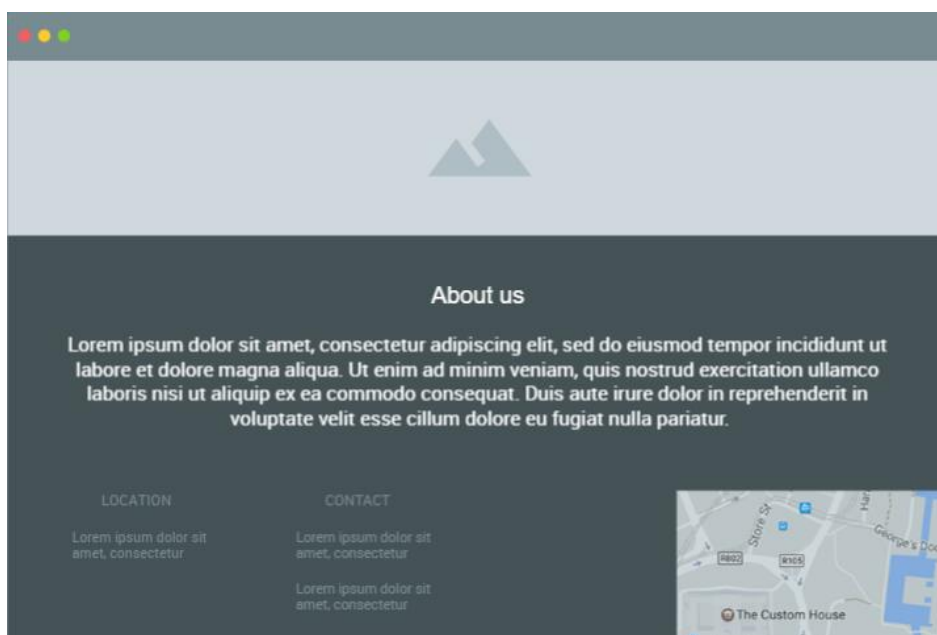 About us
Lorem ipsum dolor sit amet, consectetur adipiscing elit, sed do eiusmod tempor incididunt ut
labore et dolore magna aliqua. Ut enim ad minim veniam, quis nostrud exercitation ullamco
laboris nisi ut aliquip ex ea commodo consequat. Duis aute irure dolor in reprehenderit in
voluptate velit esse cillum dolore eu fugiat nulla pariatur.
LOCATION
Lorem ipsum dolor sit
amet, consectetur
CONTACT
Lorem ipsum dolor sit
amet, consectetur
Lorem ipsum dolor sit
amet, consectetur
Store St
George's
R802
R105
The Custom House